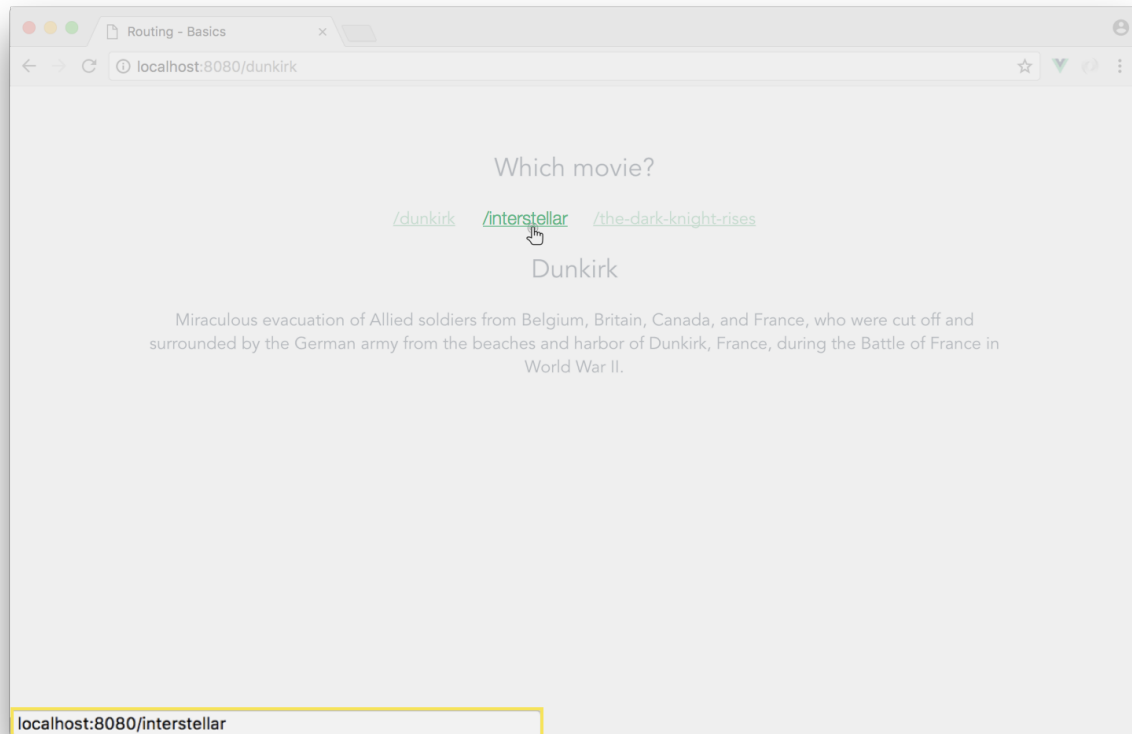 Routing - Basics
localhost:8080/dunkirk
Which movie?
/dunkirk /interstellar /the-dark-knight-rises
Dunkirk
Miraculous evacuation of Allied soldiers from Belgium, Britain, Canada, and France, who were cut off and
surrounded by the German army from the beaches and harbor of Dunkirk, France, during the Battle of France in
World War II.
localhost:8080/interstellar